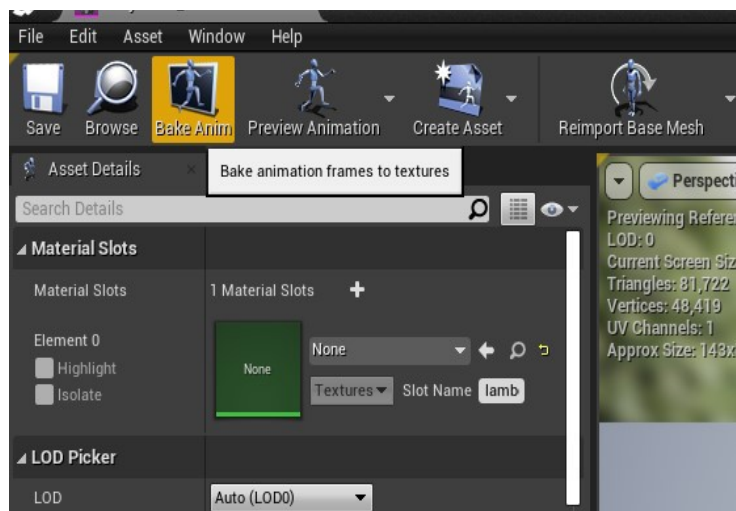 File Edit Asset Window Help
Save Browse Bake Anim Preview Animation Create Asset Reimport Base Mesh
Bake animation frames to textures
Asset Details
Search Details
Perspecti
Previewing Refere
LOD: 0
Current Screen Siz
Triangles: 81,722
Vertices: 48,419
UV Channels: 1
Approx Size: 143x
Material Slots
Material Slots 1 Material Slots
Element 0
Highlight
Isolate
None
None
Textures Slot Name lamb
LOD Picker
LOD Auto (LOD0)